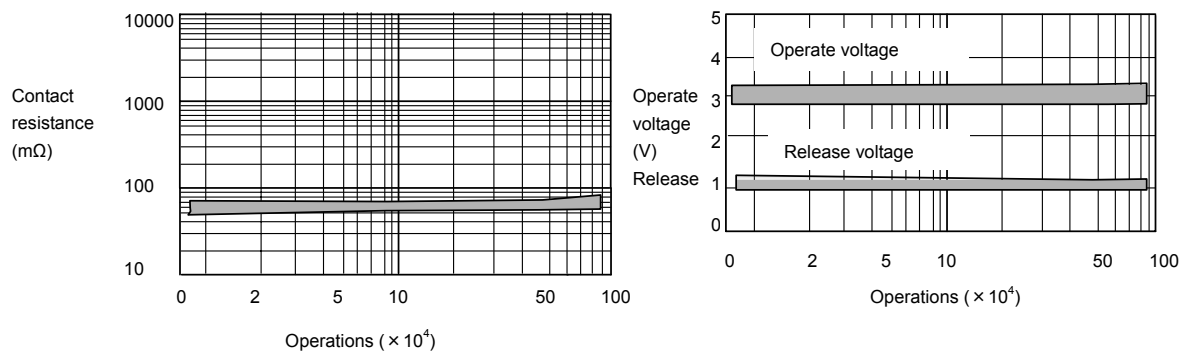 10000
1000
100
10
Contact
resistance
(mΩ)
0 2 5 10 50 100
Operations ( × 10⁴)
5
4
3
2
1
0
Operate
voltage
(V)
Release
Operate voltage
Release voltage
0 2 5 10 50 100
Operations ( × 10⁴)